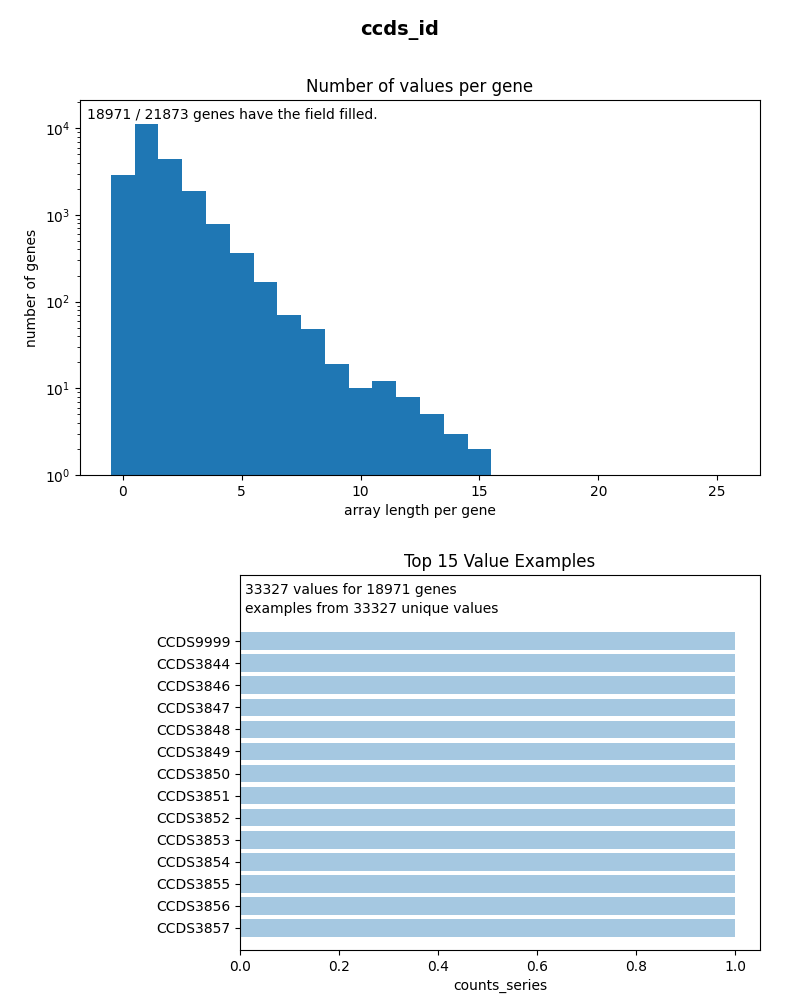 ccds_id
Number of values per gene
18971 / 21873 genes have the field filled.
10⁴
10³
10²
10¹
10⁰
number of genes
0 5 10 15 20 25
array length per gene
Top 15 Value Examples
33327 values for 18971 genes
examples from 33327 unique values
CCDS9999
CCDS3844
CCDS3846
CCDS3847
CCDS3848
CCDS3849
CCDS3850
CCDS3851
CCDS3852
CCDS3853
CCDS3854
CCDS3855
CCDS3856
CCDS3857
0.0 0.2 0.4 0.6 0.8 1.0
counts_series